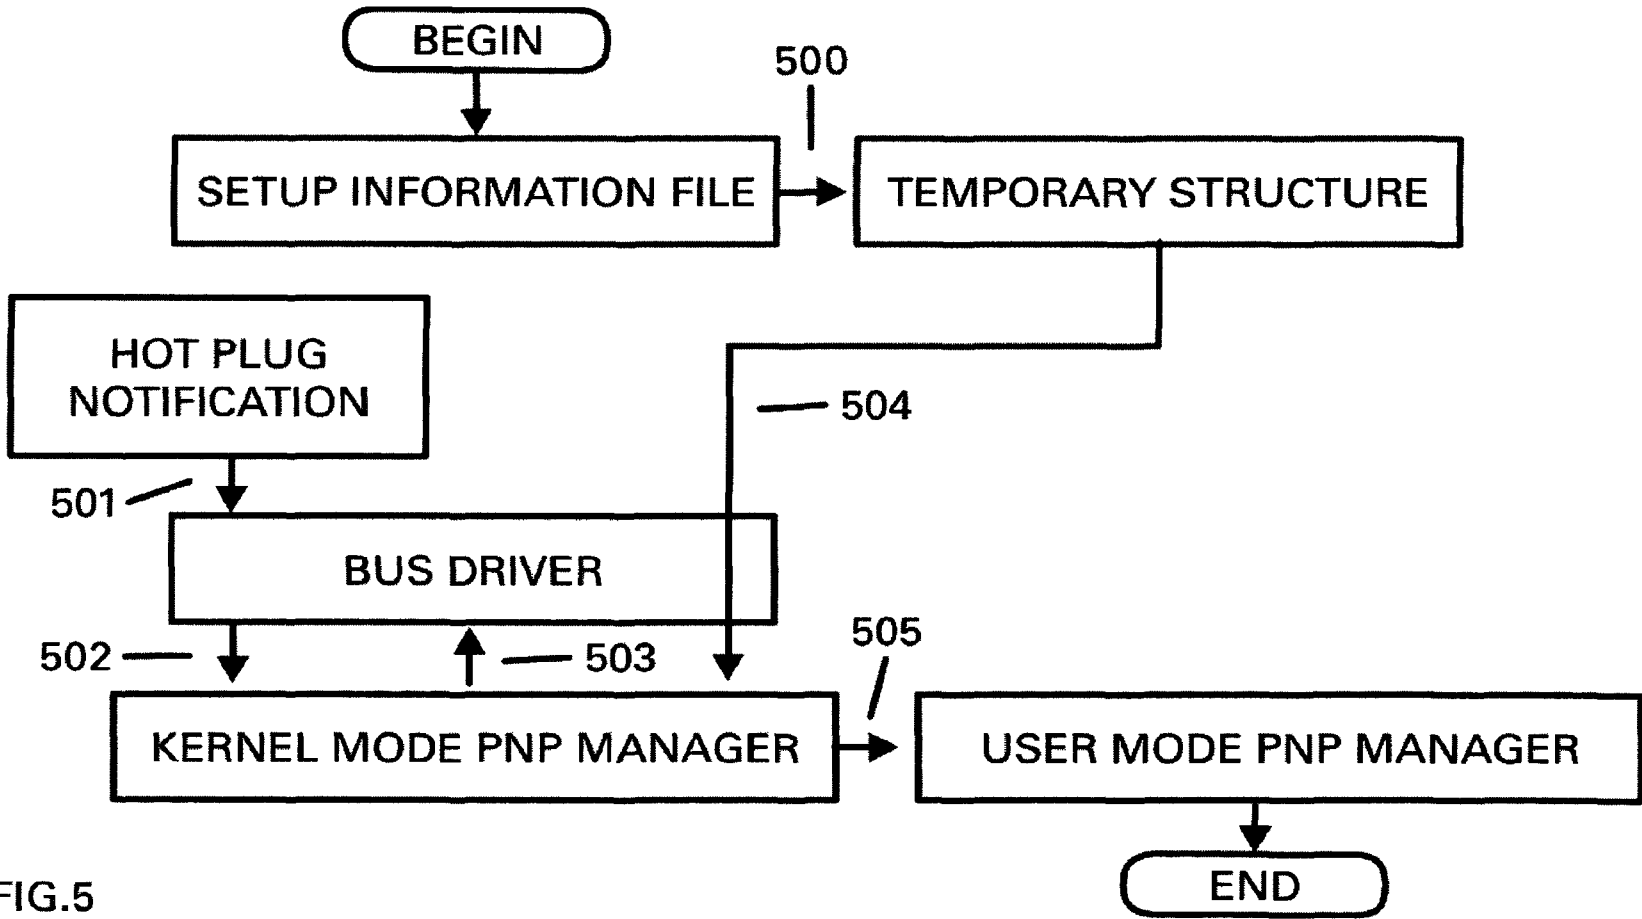 BEGIN
500
SETUP INFORMATION FILE
TEMPORARY STRUCTURE
HOT PLUG
NOTIFICATION
504
501
BUS DRIVER
502
503
505
KERNEL MODE PNP MANAGER
USER MODE PNP MANAGER
END
FIG.5